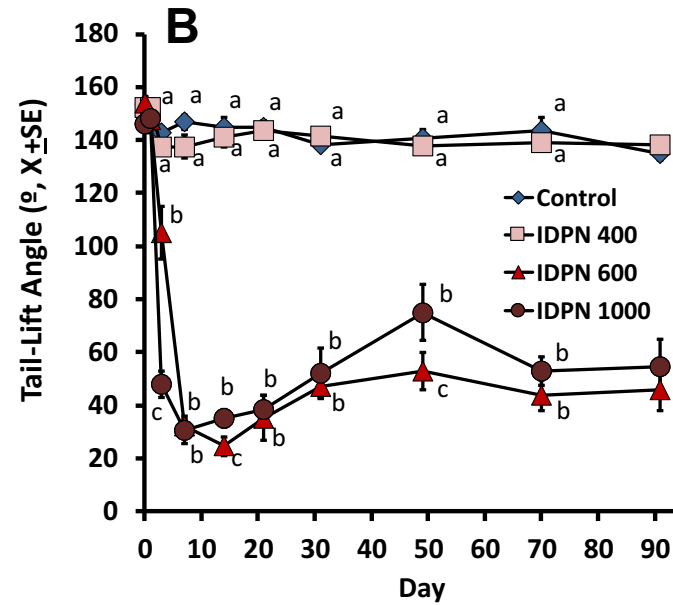 B
Tail-Lift Angle (º, X±SE)
180
160
140
120
100
80
60
40
20
0
a a a a a a a
a a a a a a a
b
c
b b b b b b
b c b b c b
Control
IDPN 400
IDPN 600
IDPN 1000
0 10 20 30 40 50 60 70 80 90
Day